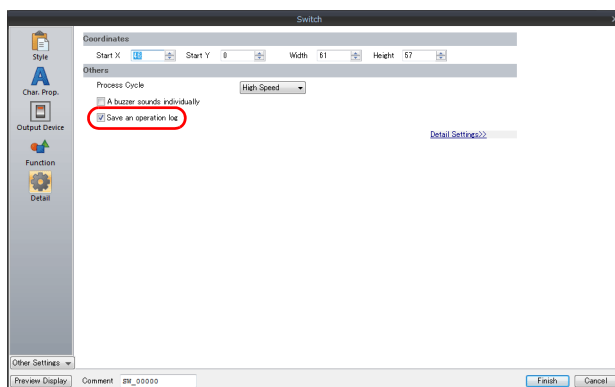 Switch
Style
Char. Prop.
Output Device
Function
Detail
Coordinates
Start X 46 Start Y 0 Width 61 Height 57
Others
Process Cycle High Speed
A buzzer sounds individually
Save an operation log
Detail Settings>>
Other Settings
Preview Display Comment SW_00000 Finish Cancel